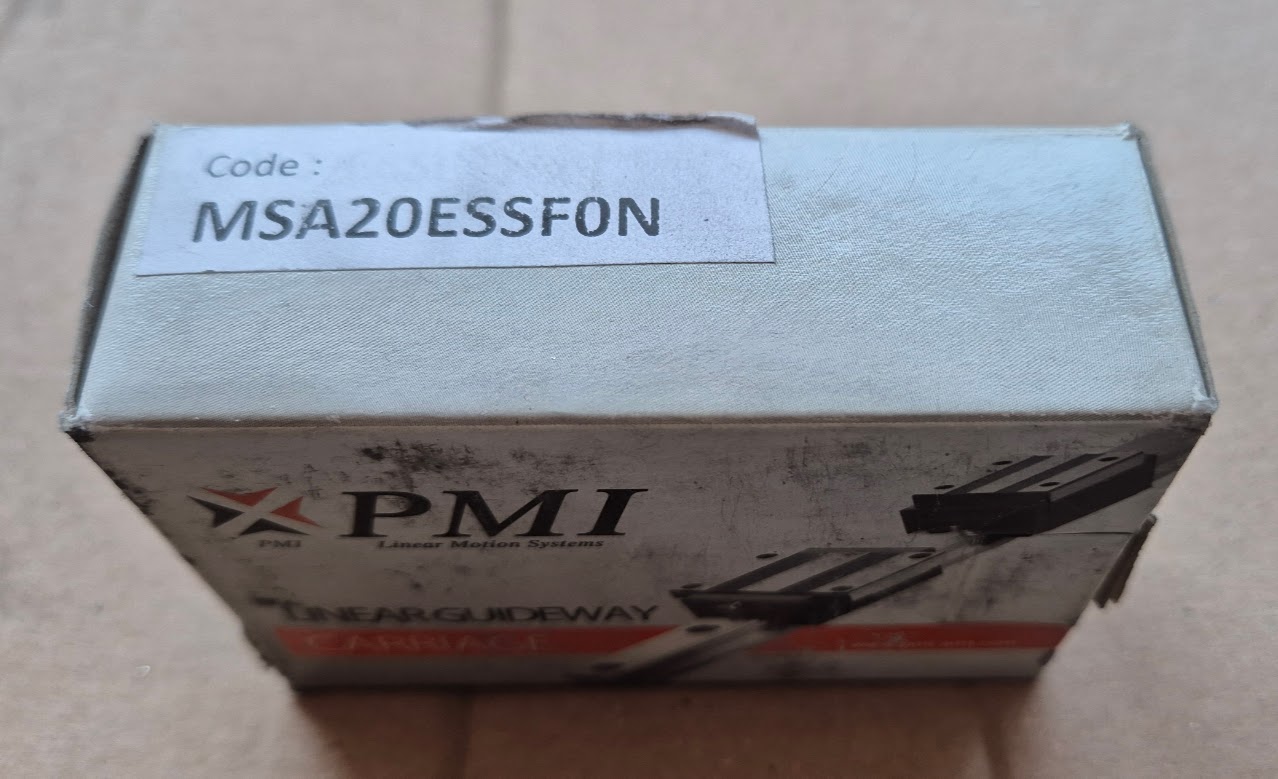 Code :
MSA20ESSF0N
PMI
PMI
Linear Motion Systems
LINEAR GUIDEWAY
CARRIAGE